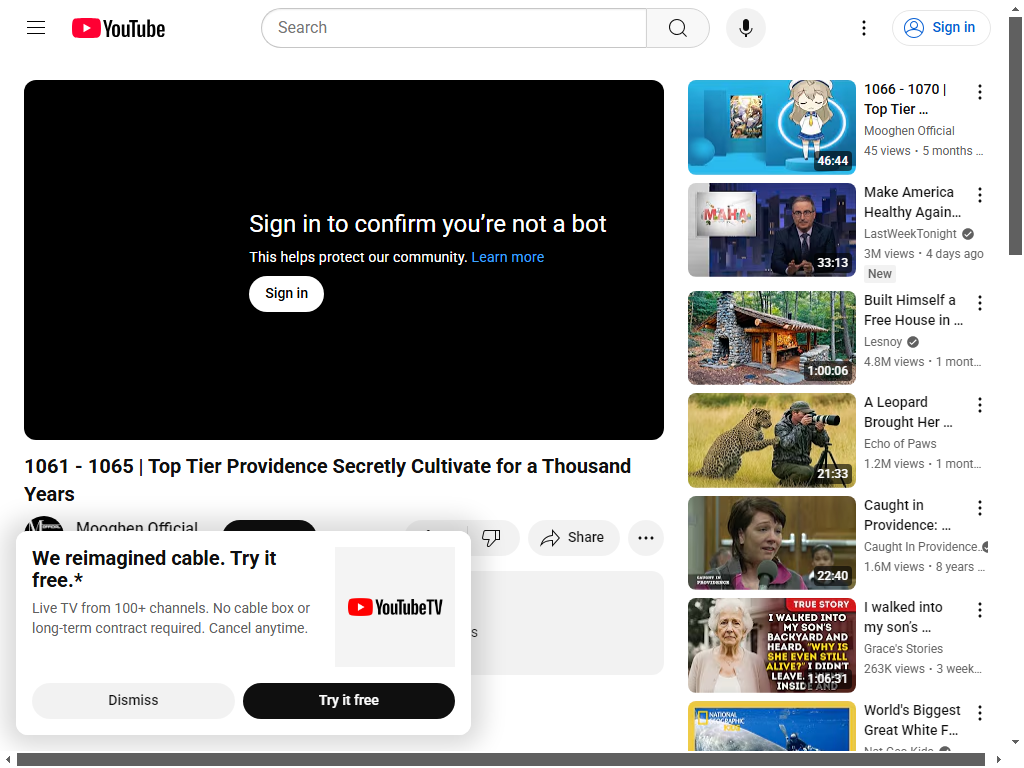 YouTube
Search
Sign in
Sign in to confirm you're not a bot
This helps protect our community. Learn more
Sign in
1061 - 1065 | Top Tier Providence Secretly Cultivate for a Thousand
Years
Mooghen Official
Share
We reimagined cable. Try it
free.*
Live TV from 100+ channels. No cable box or
long-term contract required. Cancel anytime.
YouTubeTV
Dismiss
Try it free
1066 - 1070 |
Top Tier ...
Mooghen Official
45 views • 5 months ...
46:44
MAHA
Make America
Healthy Again...
LastWeekTonight
3M views • 4 days ago
New
33:13
Built Himself a
Free House in ...
Lesnoy
4.8M views • 1 mont...
1:00:06
A Leopard
Brought Her ...
Echo of Paws
1.2M views • 1 mont...
21:33
Caught in
Providence: ...
Caught In Providence...
1.6M views • 8 years ...
CAUGHT IN
PROVIDENCE
22:40
TRUE STORY
I WALKED INTO
MY SON'S
BACKYARD AND
HEARD, "WHY IS
SHE EVEN STILL
ALIVE?" I DIDN'T
LEAVE.
INSIDE AND
1:06:31
I walked into
my son's ...
Grace's Stories
263K views • 3 week...
NATIONAL
GEOGRAPHIC
KIDS
World's Biggest
Great White F...
Nat Geo Kids